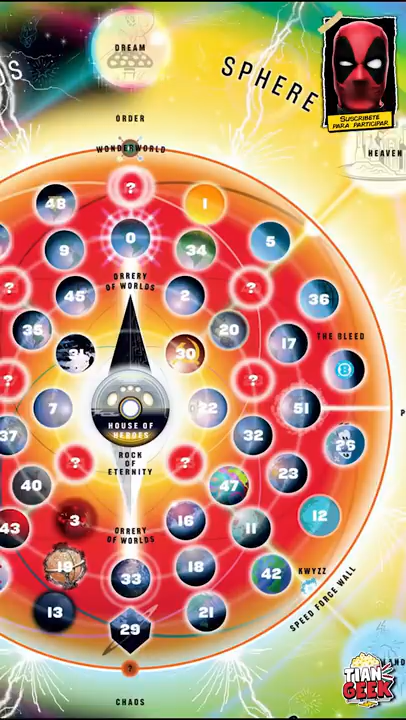 DREAM
SPHERE
SUSCRIBETE
PARA PARTICIPAR
ORDER
WONDERWORLD
HEAVEN
?
48
1
0
5
9
34
ORRERY
OF WORLDS
?
?
45
2
36
35
20
17
THE BLEED
30
8
?
?
7
22
51
HOUSE OF
HEROES
37
32
26
ROCK
OF
ETERNITY
?
?
23
40
47
12
43
3
16
11
ORRERY
OF WORLDS
19
33
18
42
KWYZZ
SPEED FORCE WALL
13
21
29
?
TIAN
GEEK
CHAOS